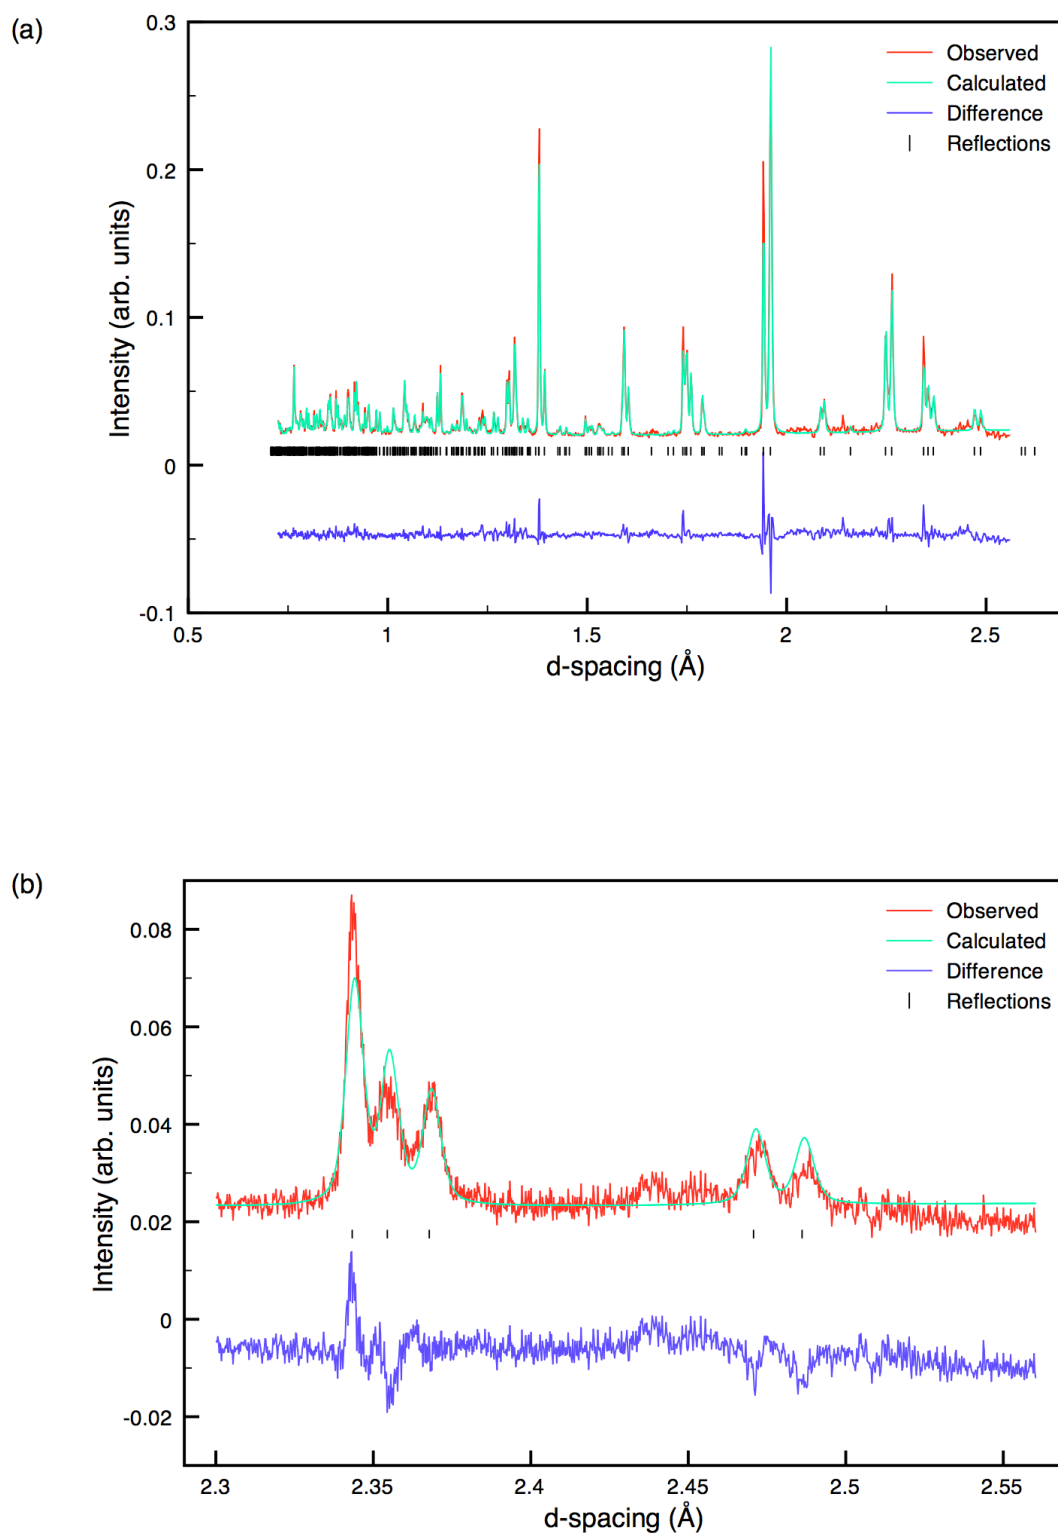 (a)
0.3
0.2
0.1
0
-0.1
Intensity (arb. units)
Observed
Calculated
Difference
Reflections
0.5
1
1.5
2
2.5
d-spacing (Å)
(b)
0.08
0.06
0.04
0.02
0
-0.02
Intensity (arb. units)
Observed
Calculated
Difference
Reflections
2.3
2.35
2.4
2.45
2.5
2.55
d-spacing (Å)